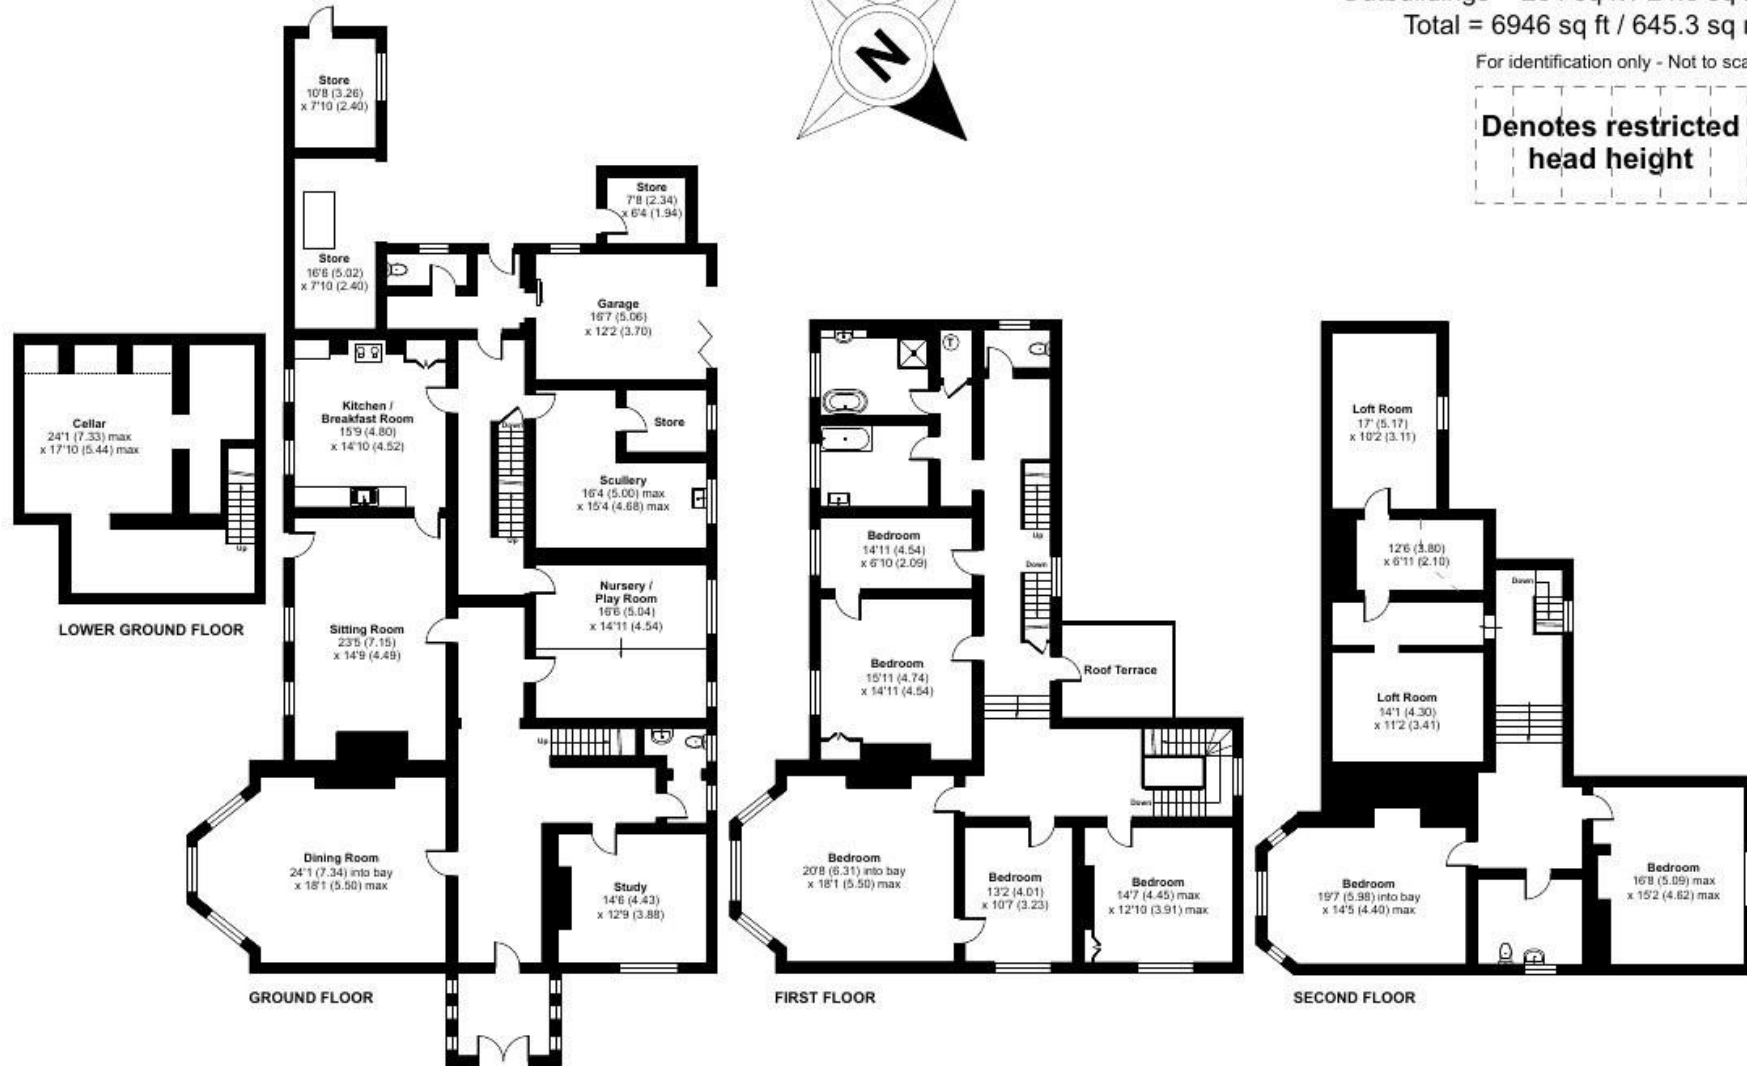 Total = 6946 sq ft / 645.3 sq
For identification only - Not to
Denotes restricted
head height
N
Store
10'8 (3.26)
x 7'10 (2.40)
Store
16'6 (5.02)
x 7'10 (2.40)
Store
7'8 (2.34)
x 6'4 (1.94)
Garage
16'7 (5.06)
x 12'2 (3.70)
Cellar
24'1 (7.33) max
x 17'10 (5.44) max
Up
LOWER GROUND FLOOR
Kitchen /
Breakfast Room
15'9 (4.80)
x 14'10 (4.52)
Down
Up
Store
Scullery
16'4 (5.00) max
x 15'4 (4.68) max
Nursery /
Play Room
16'6 (5.04)
x 14'11 (4.54)
Sitting Room
23'5 (7.15)
x 14'9 (4.49)
Up
Dining Room
24'1 (7.34) into bay
x 18'1 (5.50) max
Study
14'6 (4.43)
x 12'9 (3.88)
GROUND FLOOR
T
Bedroom
14'11 (4.54)
x 6'10 (2.09)
Up
Down
Bedroom
15'11 (4.74)
x 14'11 (4.54)
Roof Terrace
Down
Bedroom
20'8 (6.31) into bay
x 18'1 (5.50) max
Bedroom
13'2 (4.01)
x 10'7 (3.23)
Bedroom
14'7 (4.45) max
x 12'10 (3.91) max
FIRST FLOOR
Loft Room
17' (5.17)
x 10'2 (3.11)
12'6 (3.80)
x 6'11 (2.10)
Down
Loft Room
14'1 (4.30)
x 11'2 (3.41)
Bedroom
19'7 (5.98) into bay
x 14'5 (4.40) max
Bedroom
16'8 (5.09) max
x 15'2 (4.62) max
SECOND FLOOR